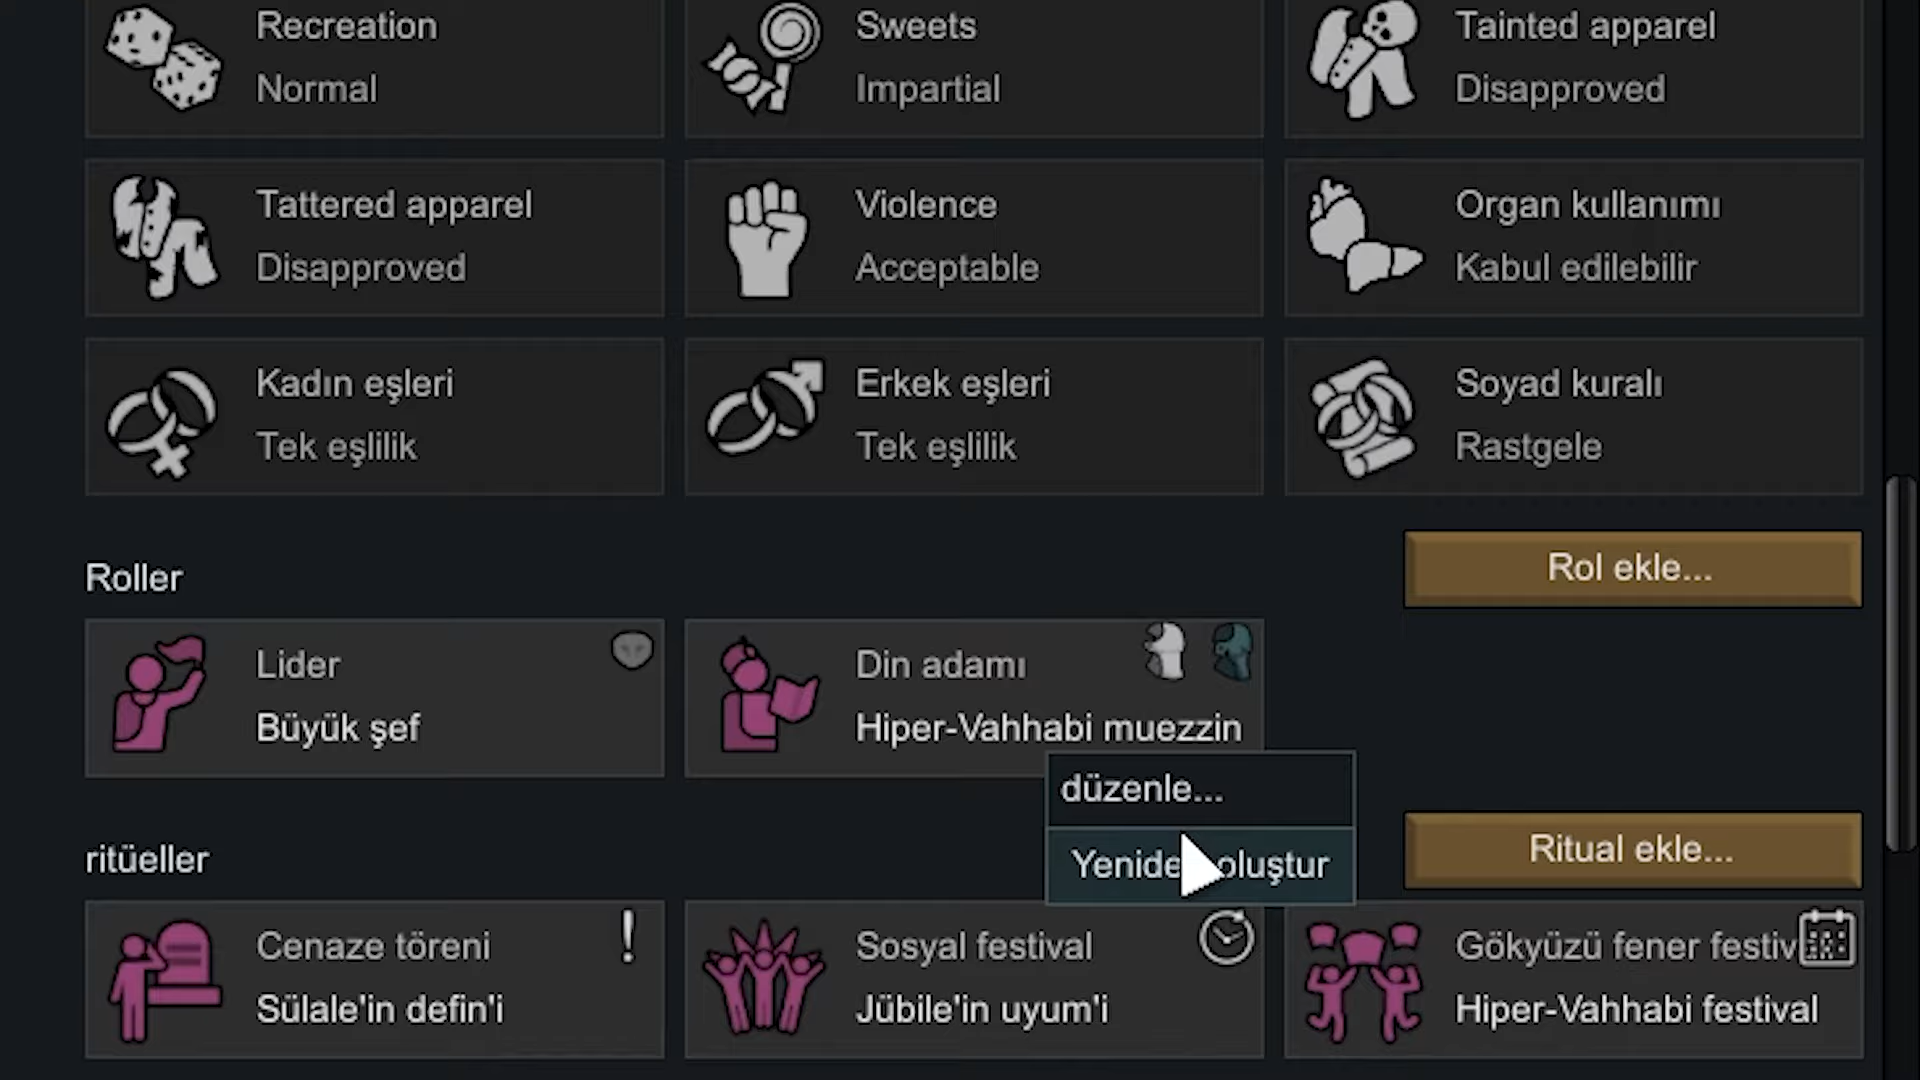 Recreation
Normal
Sweets
Impartial
Tainted apparel
Disapproved
Tattered apparel
Disapproved
Violence
Acceptable
Organ kullanımı
Kabul edilebilir
Kadın eşleri
Tek eşlilik
Erkek eşleri
Tek eşlilik
Soyad kuralı
Rastgele
Roller
Rol ekle...
Lider
Büyük şef
Din adamı
Hiper-Vahhabi muezzin
düzenle...
oluştur
ritüeller
Ritual ekle...
Cenaze töreni
Sülale'in defin'i
Sosyal festival
Jübile'in uyum'i
Gökyüzü fener festiv
Hiper-Vahhabi festival